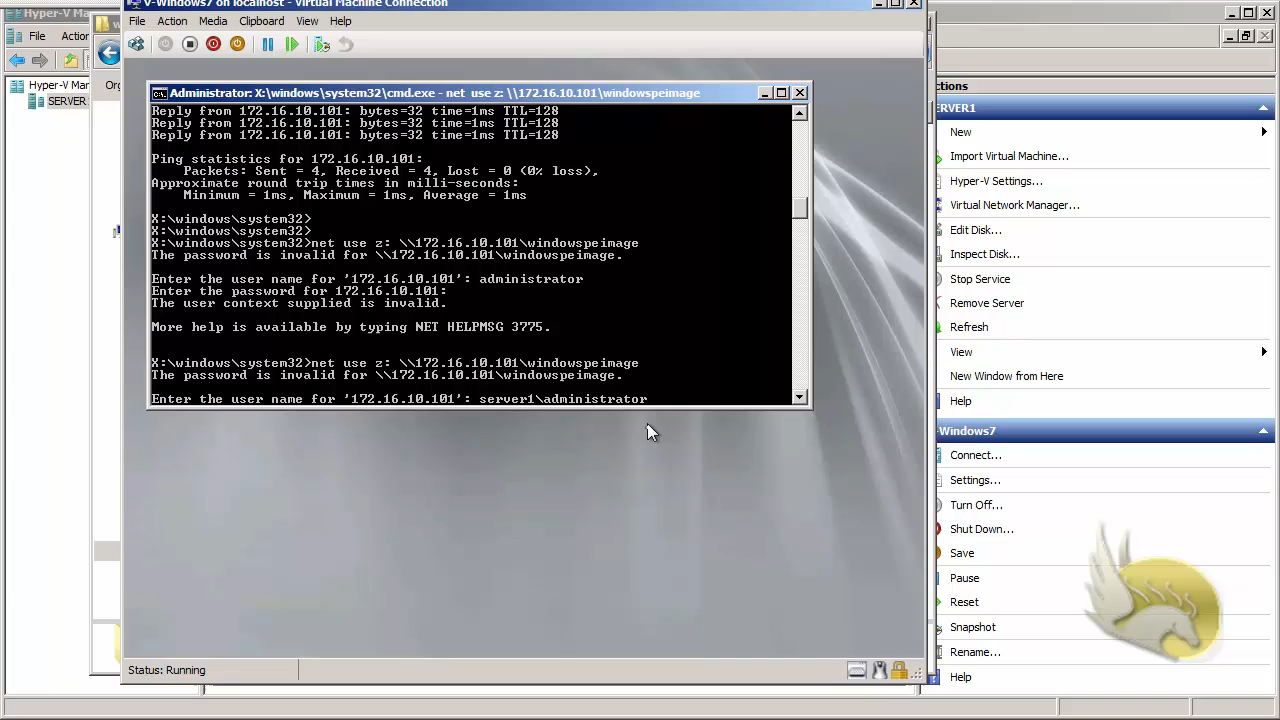 Hyper-V Manager
V-Windows7 on localhost - Virtual Machine Connection
File Action Media Clipboard View Help
File Action
Org
Hyper-V Mar
SERVER
Administrator: X:\windows\system32\cmd.exe - net use z: \\172.16.10.101\windowspeimage
Reply from 172.16.10.101: bytes=32 time=1ms TTL=128
Reply from 172.16.10.101: bytes=32 time=1ms TTL=128
Reply from 172.16.10.101: bytes=32 time=1ms TTL=128
Ping statistics for 172.16.10.101:
Packets: Sent = 4, Received = 4, Lost = 0 (0% loss),
Approximate round trip times in milli-seconds:
Minimum = 1ms, Maximum = 1ms, Average = 1ms
X:\windows\system32>
X:\windows\system32>
X:\windows\system32>net use z: \\172.16.10.101\windowspeimage
The password is invalid for \\172.16.10.101\windowspeimage.
Enter the user name for '172.16.10.101': administrator
Enter the password for 172.16.10.101:
The user context supplied is invalid.
More help is available by typing NET HELPMSG 3775.
X:\windows\system32>net use z: \\172.16.10.101\windowspeimage
The password is invalid for \\172.16.10.101\windowspeimage.
Enter the user name for '172.16.10.101': server1\administrator
Status: Running
ctions
ERVER1
New
Import Virtual Machine...
Hyper-V Settings...
Virtual Network Manager...
Edit Disk...
Inspect Disk...
Stop Service
Remove Server
Refresh
View
New Window from Here
Help
-Windows7
Connect...
Settings...
Turn Off...
Shut Down...
Save
Pause
Reset
Snapshot
Rename...
Help